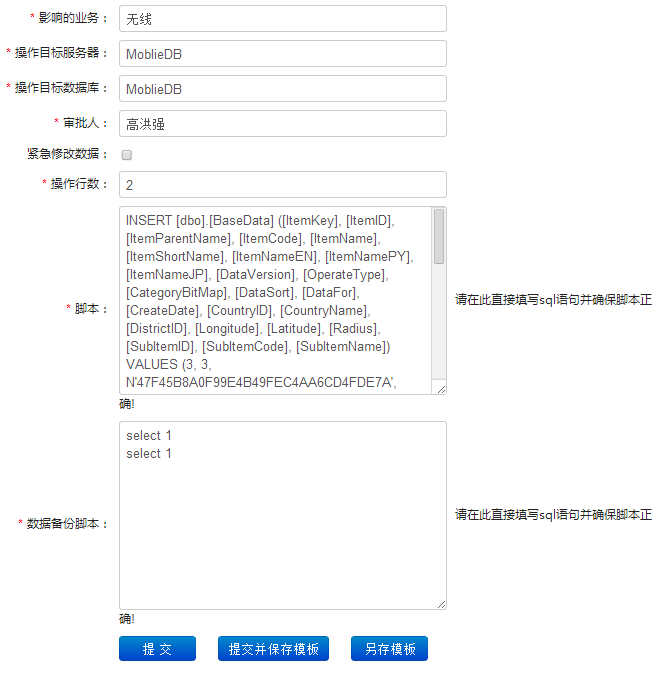 * 影响的业务： 无线
* 操作目标服务器： MoblieDB
* 操作目标数据库： MoblieDB
* 审批人： 高洪强
紧急修改数据：
* 操作行数： 2
INSERT [dbo].[BaseData] ([ItemKey], [ItemID],
[ItemParentName], [ItemCode], [ItemName],
[ItemShortName], [ItemNameEN], [ItemNamePY],
[ItemNameJP], [DataVersion], [OperateType],
[CategoryBitMap], [DataSort], [DataFor],
* 脚本： [CreateDate], [CountryID], [CountryName], 请在此直接填写sql语句并确保脚本正
[DistrictID], [Longitude], [Latitude], [Radius],
[SubItemID], [SubItemCode], [SubItemName])
VALUES (3, 3,
N'47F45B8A0F99E4B49FEC4AA6CD4FDE7A',
确!
select 1
select 1
* 数据备份脚本： 请在此直接填写sql语句并确保脚本正
确!
提 交 提交并保存模板 另存模板